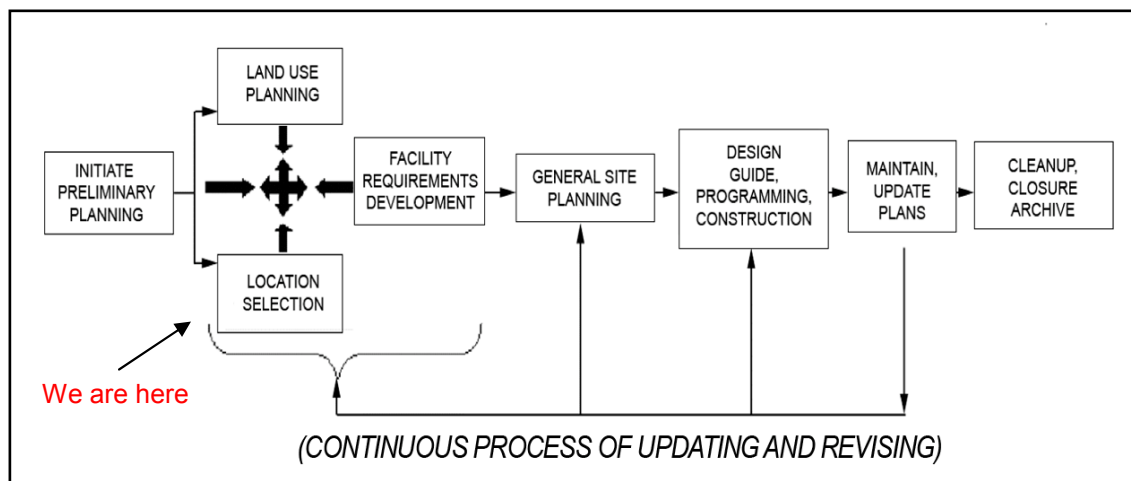 INITIATE
PRELIMINARY
PLANNING
LAND USE
PLANNING
LOCATION
SELECTION
FACILITY
REQUIREMENTS
DEVELOPMENT
GENERAL SITE
PLANNING
DESIGN
GUIDE,
PROGRAMMING,
CONSTRUCTION
MAINTAIN,
UPDATE
PLANS
CLEANUP,
CLOSURE
ARCHIVE
We are here
(CONTINUOUS PROCESS OF UPDATING AND REVISING)